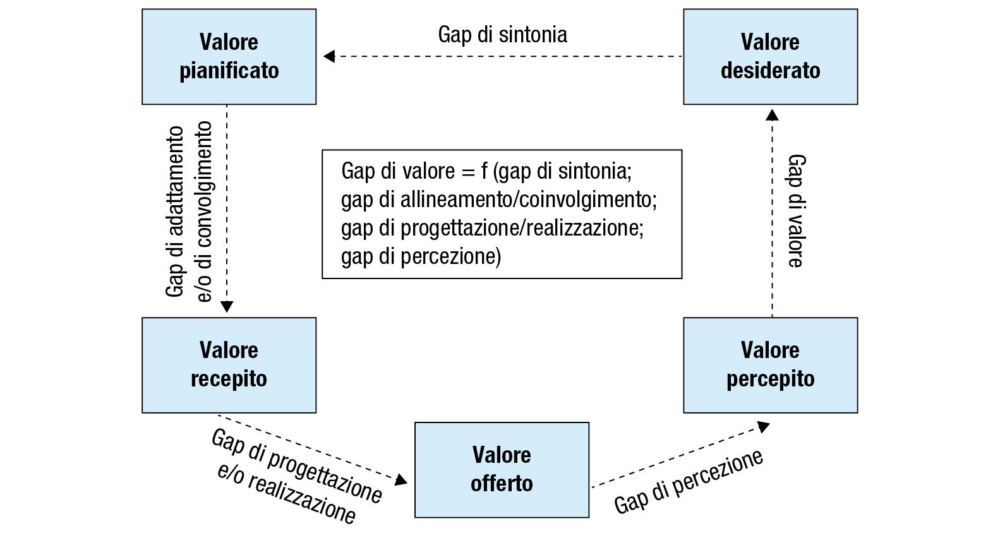 Valore
pianificato
Gap di sintonia
Valore
desiderato
Gap di adattamento
e/o di convolgimento
Gap di valore = f (gap di sintonia;
gap di allineamento/coinvolgimento;
gap di progettazione/realizzazione;
gap di percezione)
Gap di valore
Valore
recepito
Valore
percepito
Gap di progettazione
e/o realizzazione
Valore
offerto
Gap di percezione